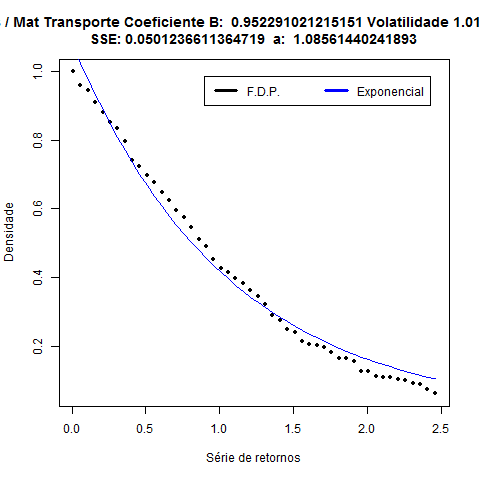 / Mat Transporte Coeficiente B: 0.952291021215151 Volatilidade 1.01
SSE: 0.0501236611364719 a: 1.08561440241893
F.D.P.
Exponencial
Densidade
1.0
0.8
0.6
0.4
0.2
0.0
0.5
1.0
1.5
2.0
2.5
Série de retornos